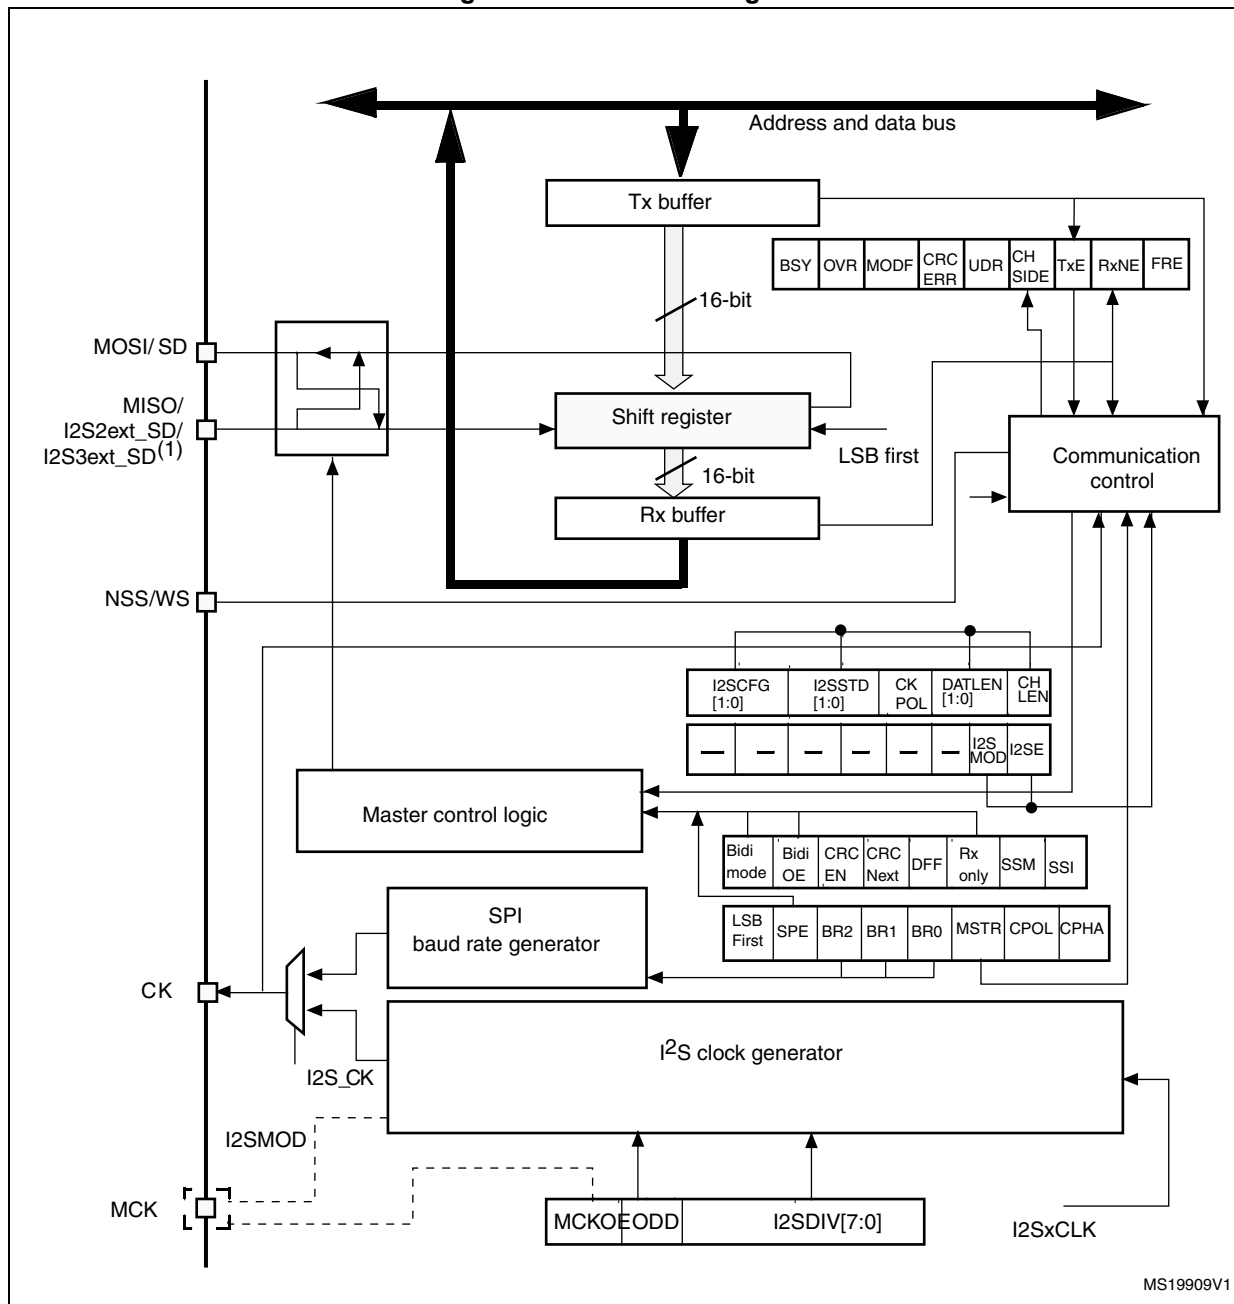 Address and data bus
Tx buffer
BSY OVR MODF CRC ERR UDR CH SIDE TxE RxNE FRE
16-bit
MOSI/ SD
MISO/
I2S2ext_SD/
I2S3ext_SD(1)
Shift register
LSB first
Communication
control
16-bit
Rx buffer
NSS/WS
I2SCFG [1:0] I2SSTD [1:0] CK POL DATLEN [1:0] CH LEN
I2S MOD I2SE
Master control logic
Bidi mode Bidi OE CRC EN CRC Next DFF Rx only SSM SSI
LSB First SPE BR2 BR1 BR0 MSTR CPOL CPHA
SPI
baud rate generator
CK
I2S clock generator
I2S_CK
I2SMOD
MCK
MCKOE ODD I2SDIV[7:0]
I2SxCLK
MS19909V1